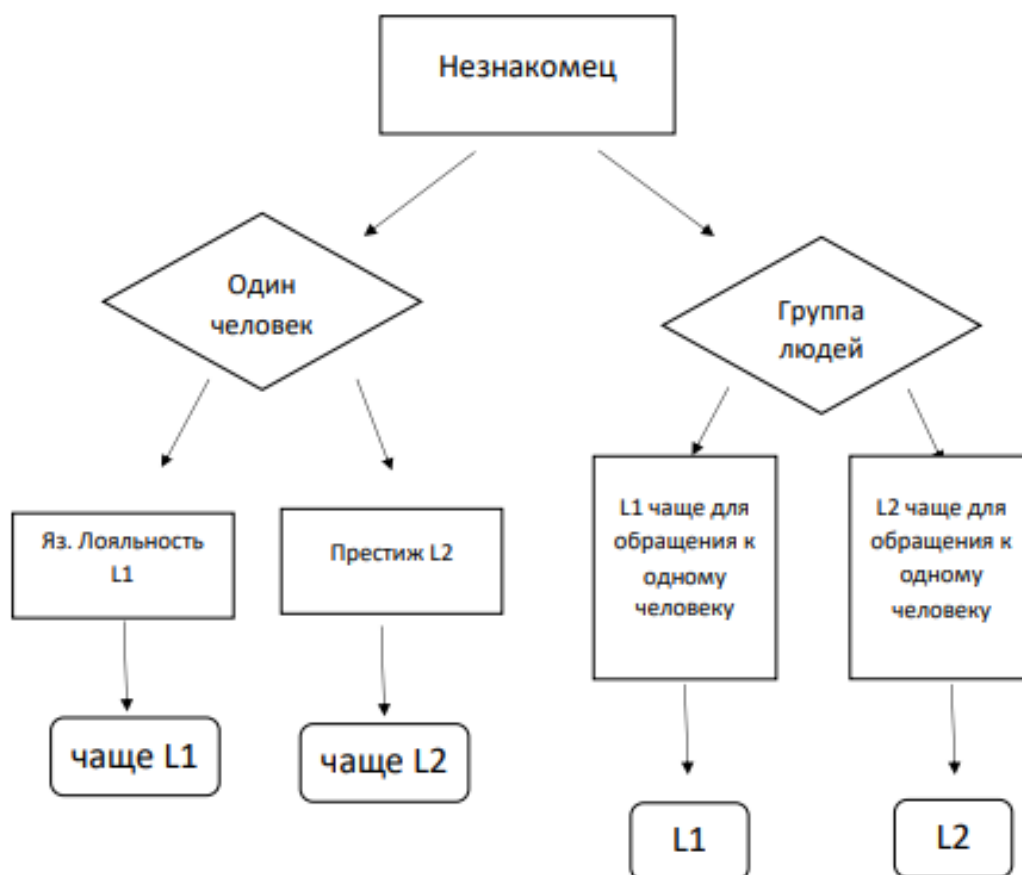 Незнакомец
Один
человек
Группа
людей
Яз. Лояльность
L1
Престиж L2
L1 чаще для
обращения к
одному
человеку
L2 чаще для
обращения к
одному
человеку
чаще L1
чаще L2
L1
L2